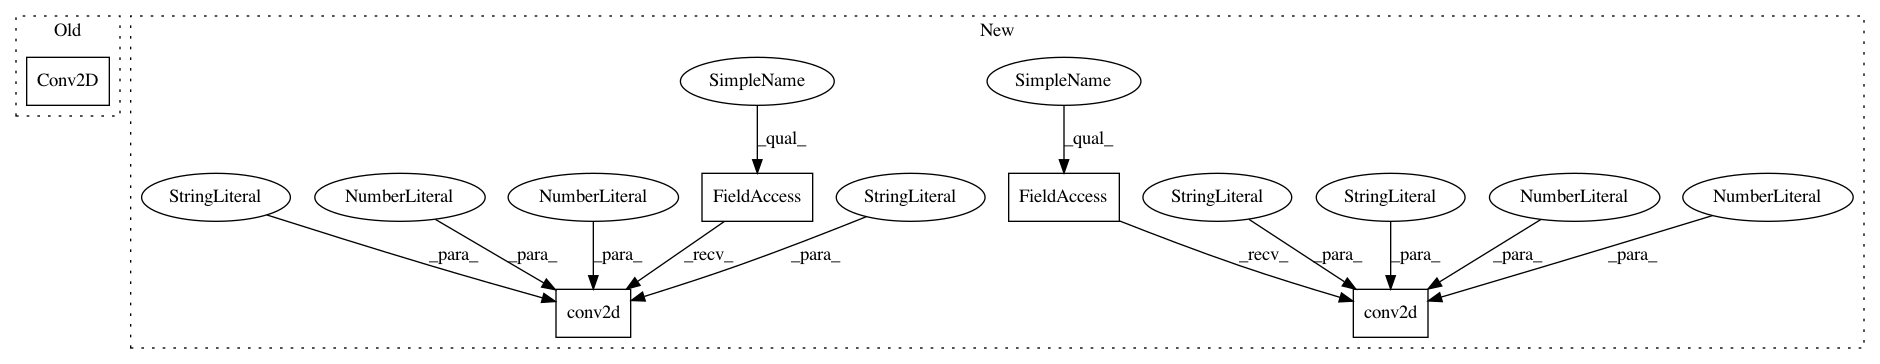 Old
New
Conv2D
SimpleName
SimpleName
_qual_
_qual_
StringLiteral
NumberLiteral
NumberLiteral
FieldAccess
StringLiteral
FieldAccess
StringLiteral
StringLiteral
NumberLiteral
NumberLiteral
_para_
_para_
_para_
_recv_
_para_
_recv_
_para_
_para_
_para_
_para_
conv2d
conv2d